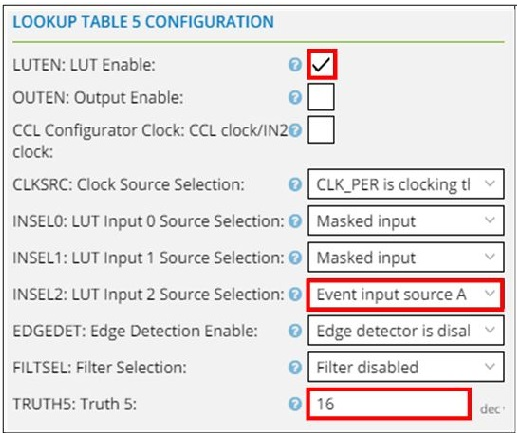 LOOKUP TABLE 5 CONFIGURATION
LUTEN: LUT Enable:
OUTEN: Output Enable:
CCL Configurator Clock: CCL clock/IN2
clock:
CLKSRC: Clock Source Selection: CLK_PER is clocking tl
INSEL0: LUT Input 0 Source Selection: Masked input
INSEL1: LUT Input 1 Source Selection: Masked input
INSEL2: LUT Input 2 Source Selection: Event input source A
EDGEDET: Edge Detection Enable: Edge detector is disal
FILTSEL: Filter Selection: Filter disabled
TRUTH5: Truth 5: 16 dec